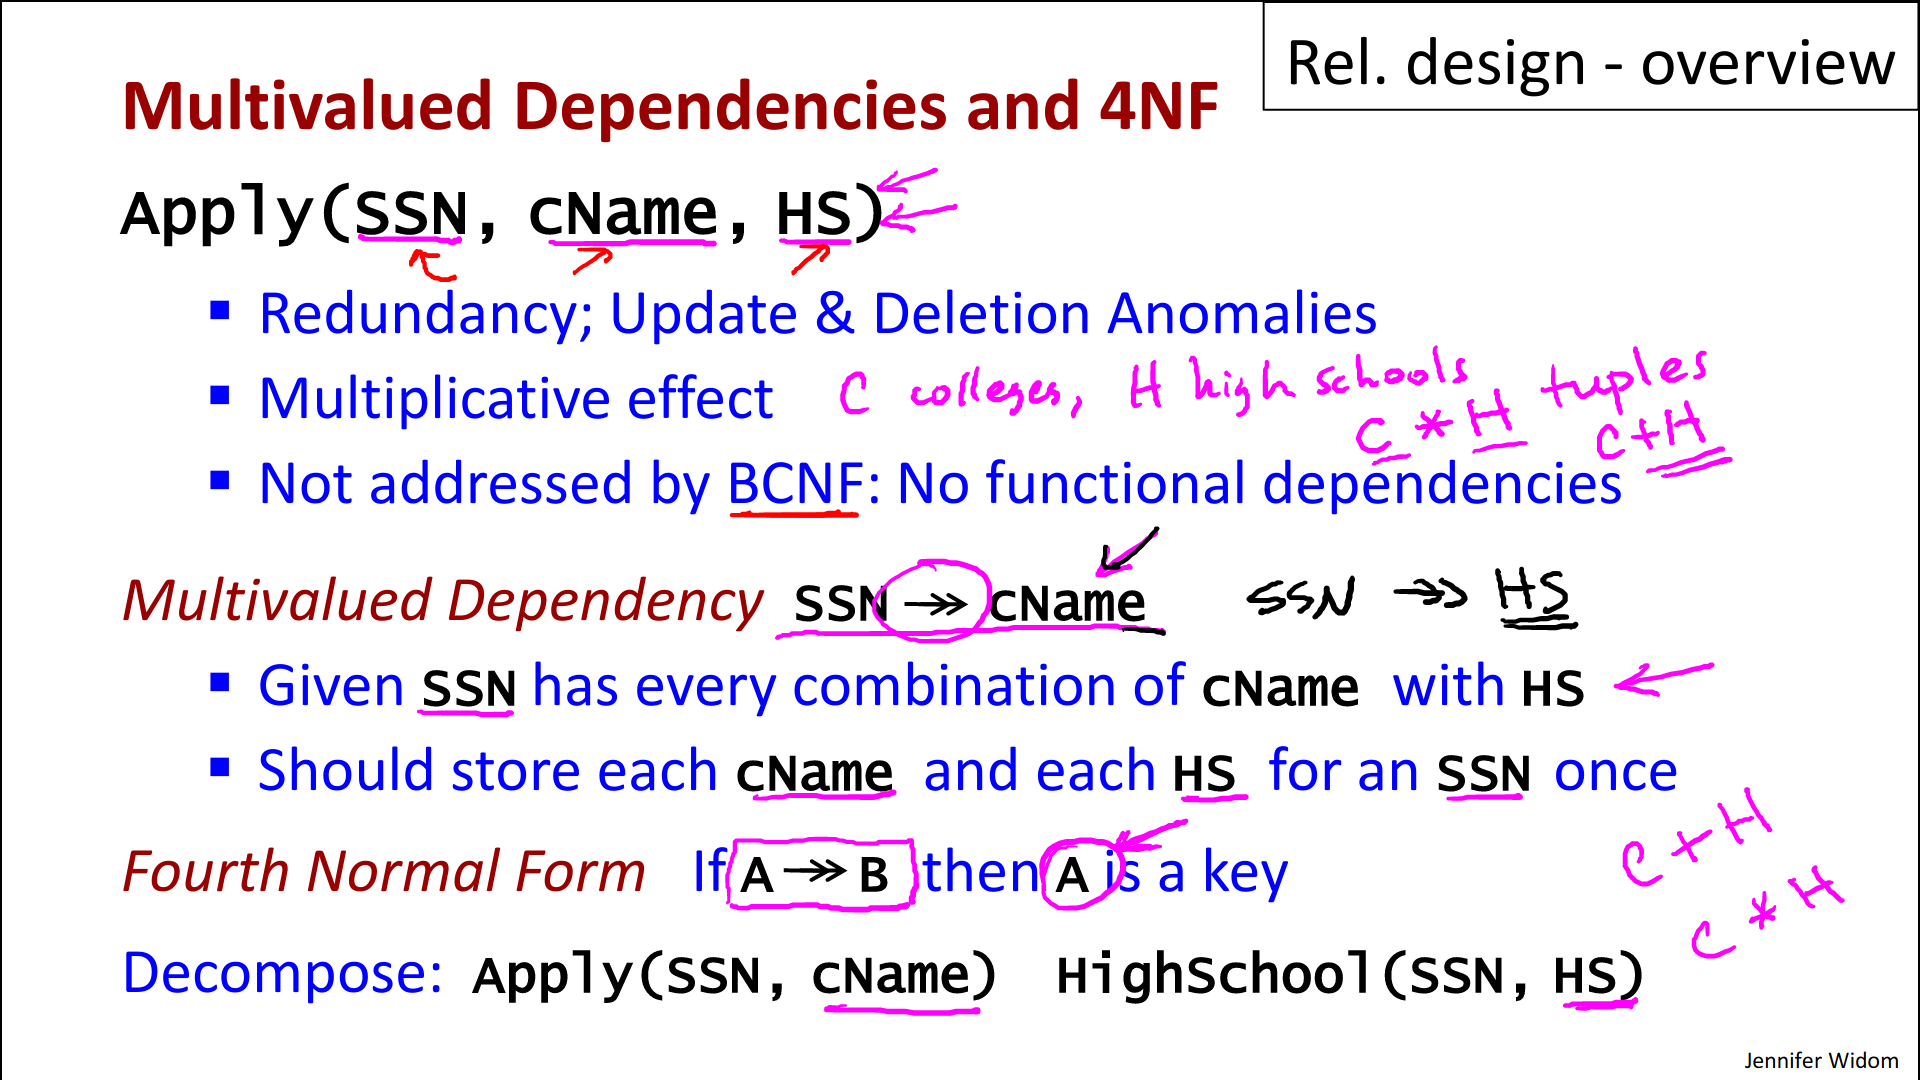 Rel. design - overview
Multivalued Dependencies and 4NF
Apply(SSN, cName, HS)
▪ Redundancy; Update & Deletion Anomalies
▪ Multiplicative effect C colleges, H high schools C * H tuples C+H
▪ Not addressed by BCNF: No functional dependencies
Multivalued Dependency SSN ↠ cName SSN ↠ HS
▪ Given SSN has every combination of cName with HS
▪ Should store each cName and each HS for an SSN once
C+H
Fourth Normal Form If A ↠ B then A is a key
C * H
Decompose: Apply(SSN, cName) HighSchool(SSN, HS)
Jennifer Widom